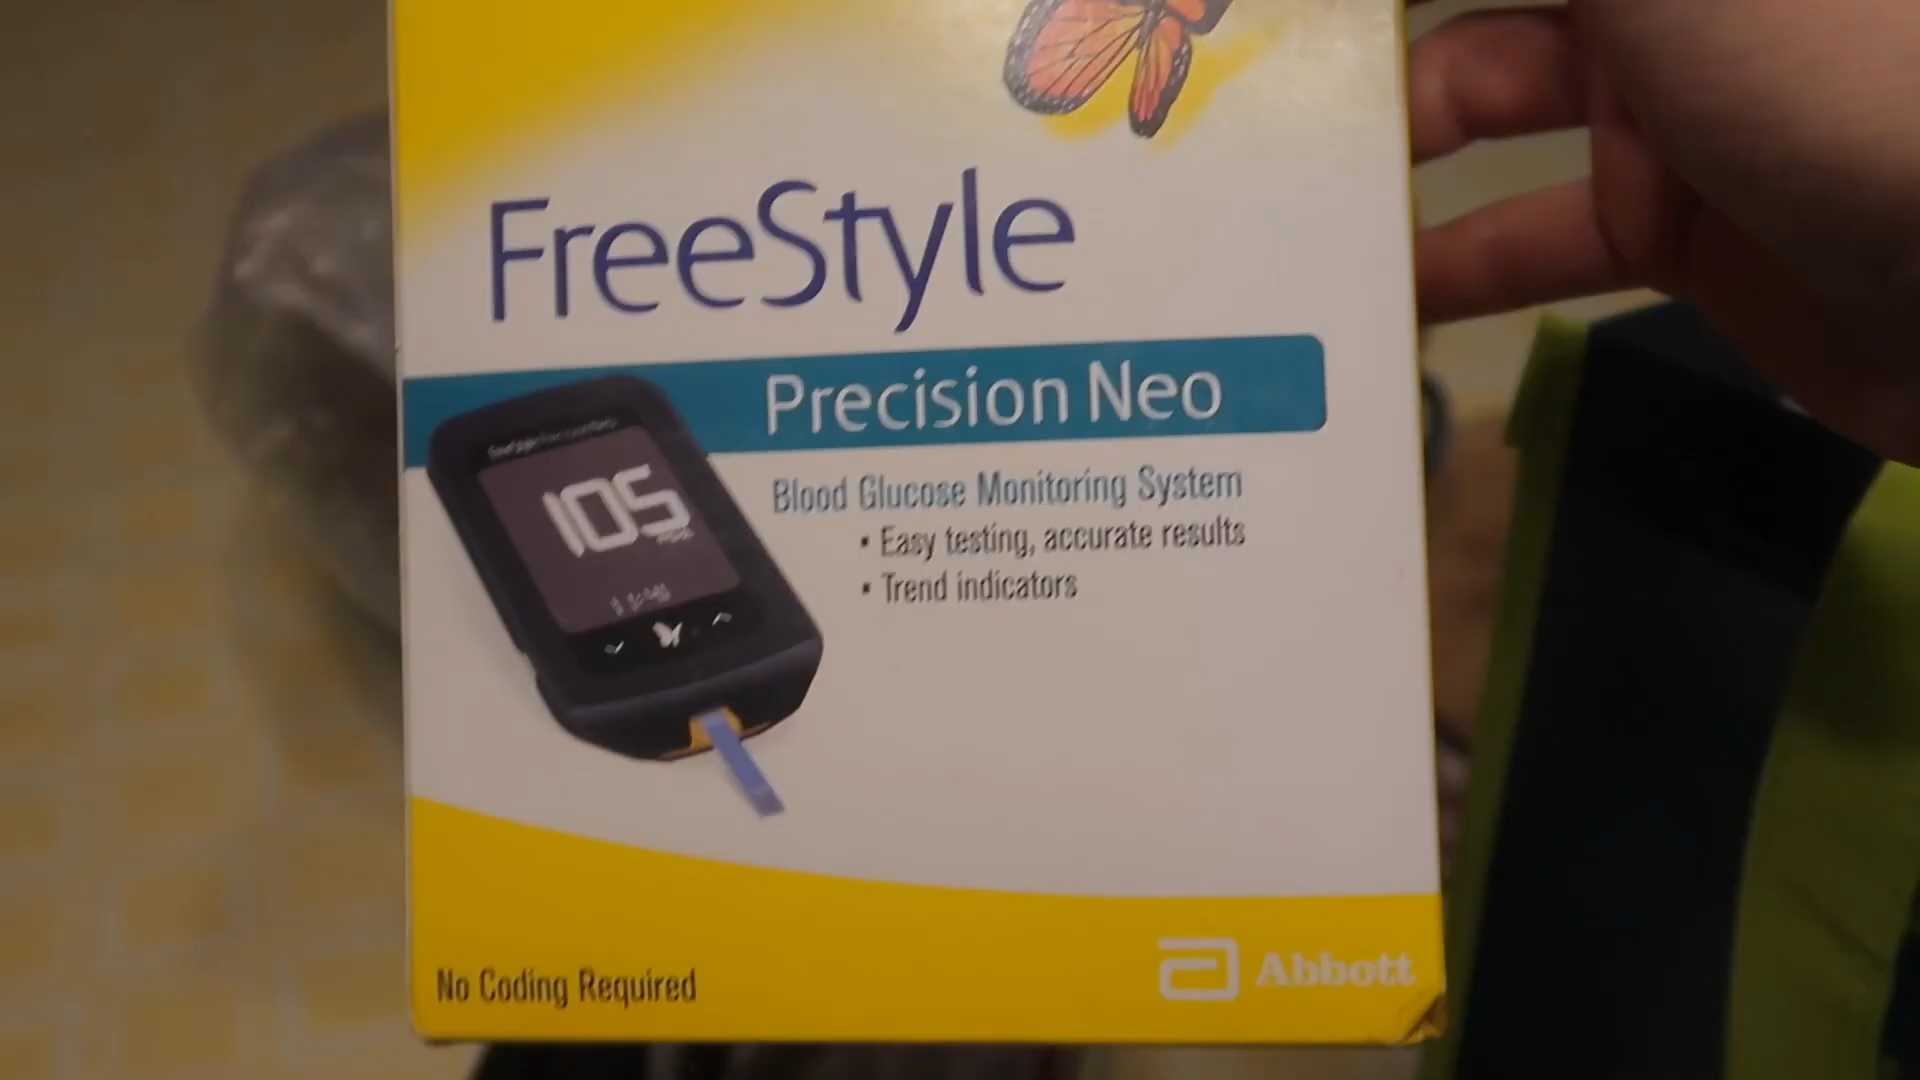 FreeStyle
Precision Neo
Blood Glucose Monitoring System
• Easy testing, accurate results
• Trend indicators
105
No Coding Required
Abbott